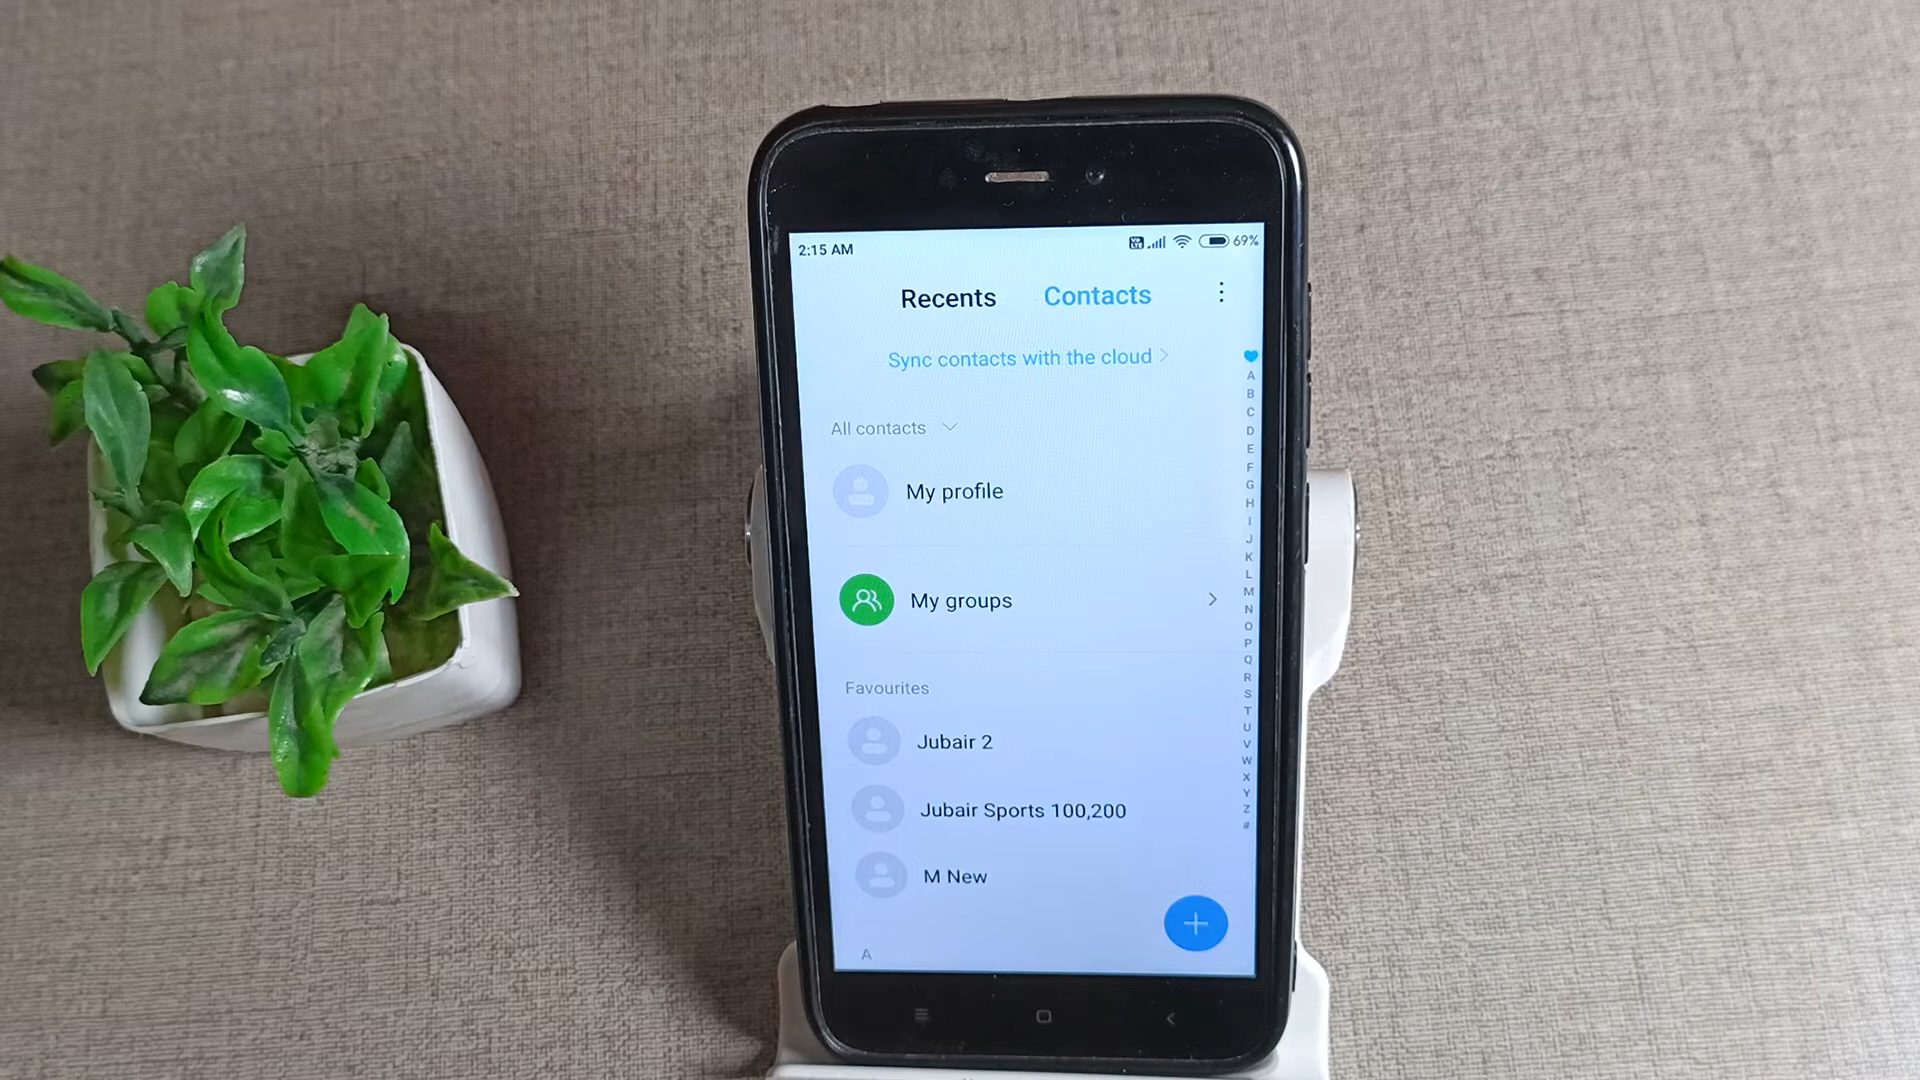 2:15 AM
69%
Recents
Contacts
Sync contacts with the cloud
All contacts
My profile
My groups
Favourites
Jubair 2
Jubair Sports 100,200
M New
A
A
B
C
D
E
F
G
H
I
J
K
L
M
N
O
P
Q
R
S
T
U
V
W
X
Y
Z
#